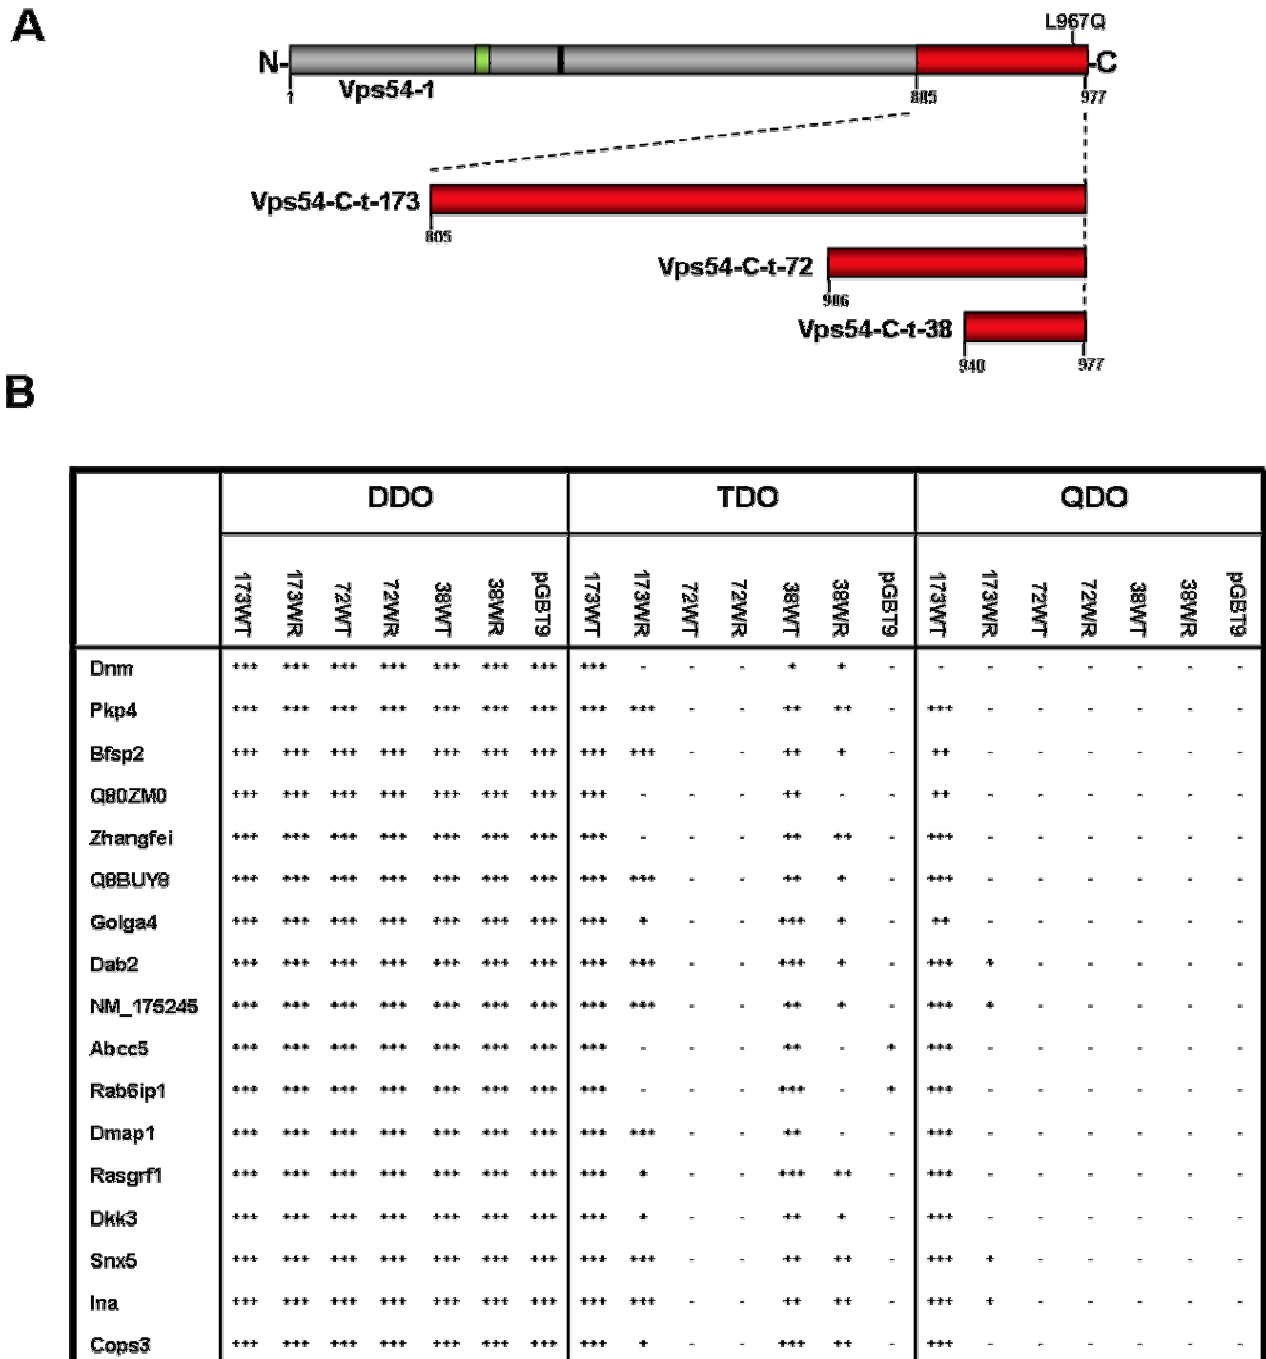 A
L967Q
N- -C
1 Vps54-1 805 977
Vps54-C-t-173
805
Vps54-C-t-72
906
Vps54-C-t-38
940 977
B
DDO TDO QDO
173WT 173WR 72WT 72WR 38WT 38WR pGBT9 173WT 173WR 72WT 72WR 38WT 38WR pGBT9 173WT 173WR 72WT 72WR 38WT 38WR pGBT9
Dnm +++ +++ +++ +++ +++ +++ +++ +++ - - - + + - - - - - - - -
Pkp4 +++ +++ +++ +++ +++ +++ +++ +++ +++ - - ++ ++ - +++ - - - - - -
Bfsp2 +++ +++ +++ +++ +++ +++ +++ +++ +++ - - ++ + - ++ - - - - - -
Q80ZM0 +++ +++ +++ +++ +++ +++ +++ +++ - - - ++ - - ++ - - - - - -
Zhangfei +++ +++ +++ +++ +++ +++ +++ +++ - - - ++ ++ - +++ - - - - - -
Q8BUY8 +++ +++ +++ +++ +++ +++ +++ +++ +++ - - ++ + - +++ - - - - - -
Golga4 +++ +++ +++ +++ +++ +++ +++ +++ + - - +++ + - ++ - - - - - -
Dab2 +++ +++ +++ +++ +++ +++ +++ +++ +++ - - +++ + - +++ + - - - - -
NM_175245 +++ +++ +++ +++ +++ +++ +++ +++ +++ - - ++ + - +++ + - - - - -
Abcc5 +++ +++ +++ +++ +++ +++ +++ +++ - - - ++ - + +++ - - - - - -
Rab6ip1 +++ +++ +++ +++ +++ +++ +++ +++ - - - +++ - + +++ - - - - - -
Dmap1 +++ +++ +++ +++ +++ +++ +++ +++ +++ - - ++ - - +++ - - - - - -
Rasgrf1 +++ +++ +++ +++ +++ +++ +++ +++ + - - +++ ++ - +++ - - - - - -
Dkk3 +++ +++ +++ +++ +++ +++ +++ +++ + - - ++ + - +++ - - - - - -
Snx5 +++ +++ +++ +++ +++ +++ +++ +++ +++ - - ++ ++ - +++ + - - - - -
Ina +++ +++ +++ +++ +++ +++ +++ +++ +++ - - ++ ++ - +++ + - - - - -
Cops3 +++ +++ +++ +++ +++ +++ +++ +++ + - - +++ ++ - +++ - - - - - -